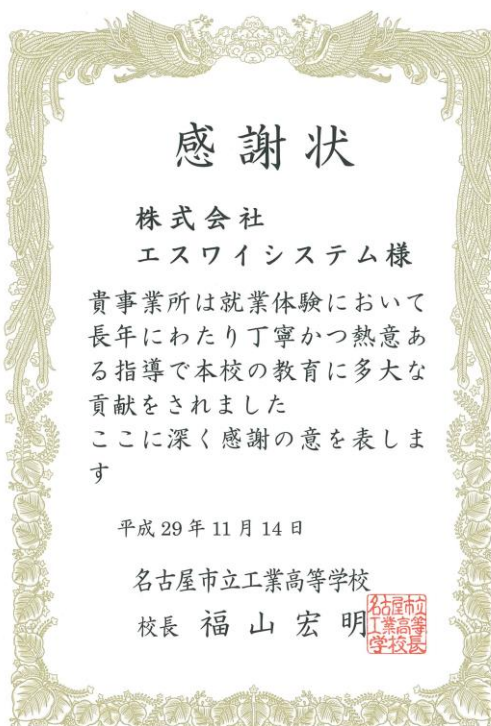 感謝状
株式会社
エスワイシステム様
貴事業所は就業体験において
長年にわたり丁寧かつ熱意あ
る指導で本校の教育に多大な
貢献をされました
ここに深く感謝の意を表しま
す
平成29年11月14日
名古屋市立工業高等学校
校長 福山宏明
名古屋市立
工業高等
学校長